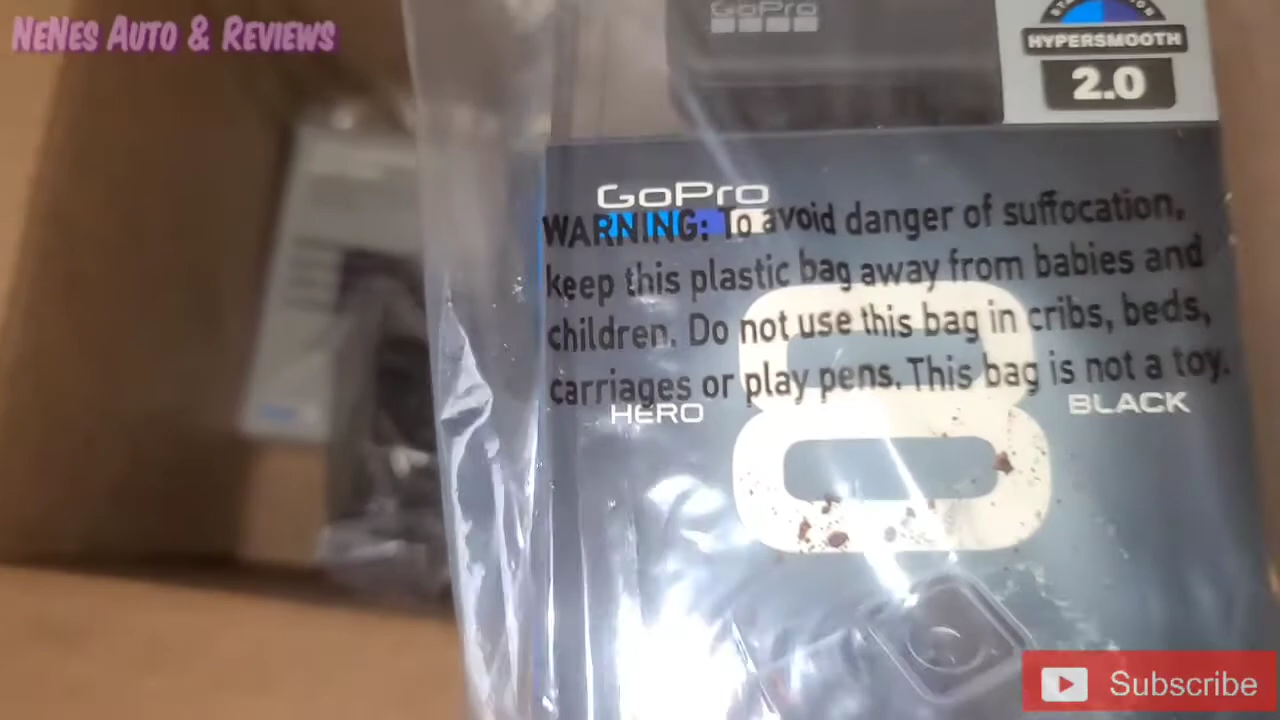 NeNes Auto & Reviews
GoPro
HYPERSMOOTH
2.0
GoPro
WARNING: To avoid danger of suffocation,
keep this plastic bag away from babies and
children. Do not use this bag in cribs, beds,
carriages or play pens. This bag is not a toy.
HERO
8
BLACK
Subscribe